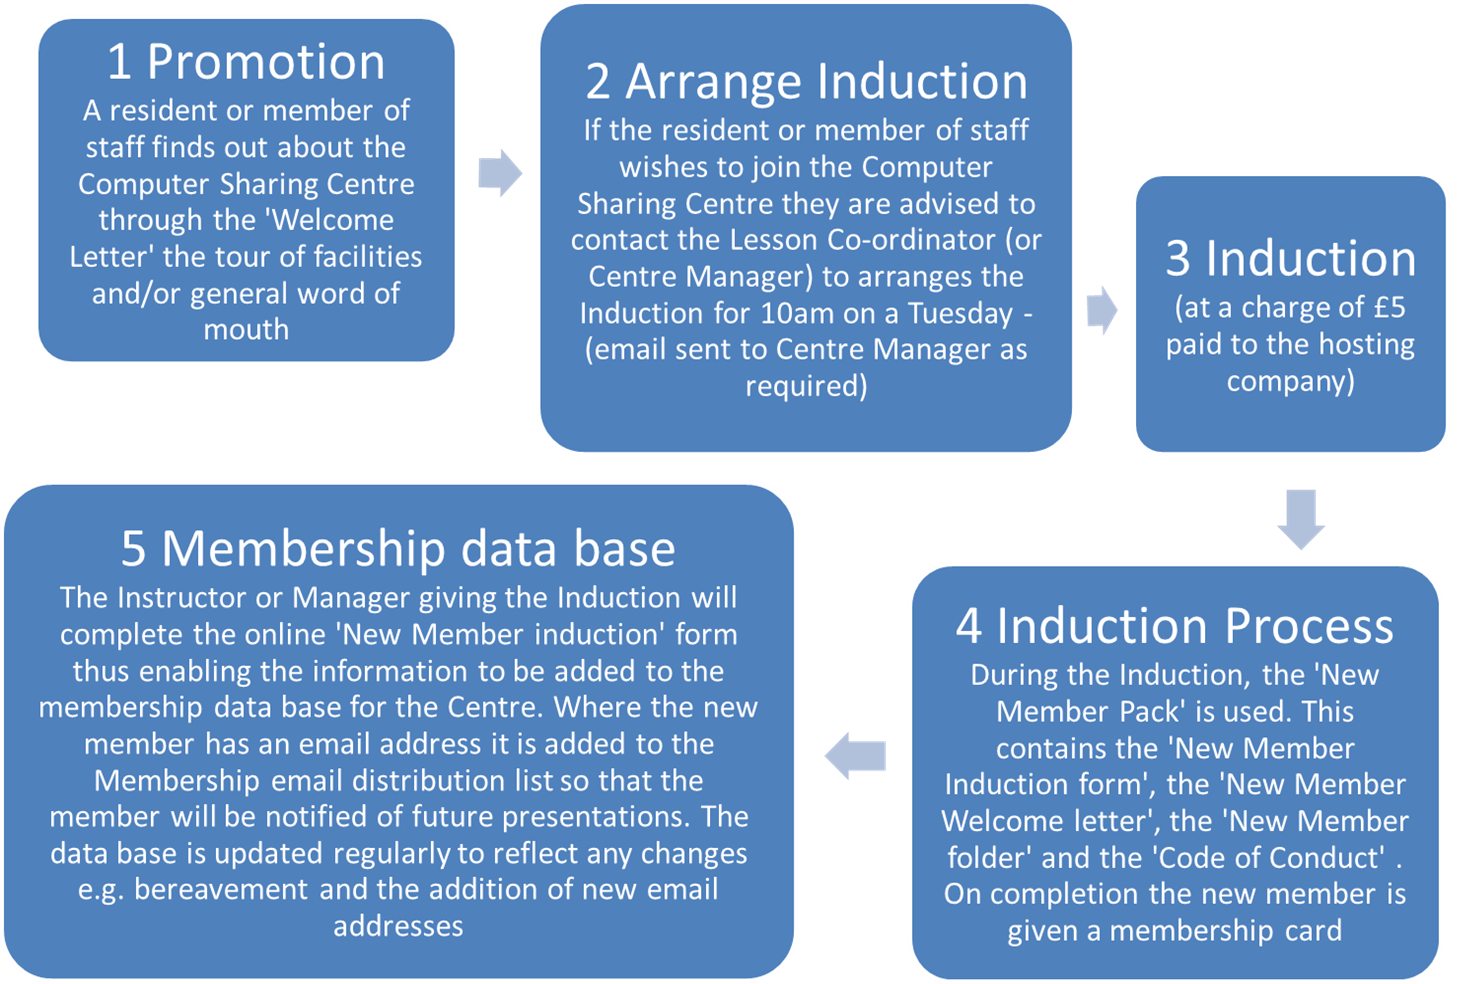 1 Promotion
A resident or member of
staff finds out about the
Computer Sharing Centre
through the 'Welcome
Letter' the tour of facilities
and/or general word of
mouth
2 Arrange Induction
If the resident or member of staff
wishes to join the Computer
Sharing Centre they are advised to
contact the Lesson Co-ordinator (or
Centre Manager) to arranges the
Induction for 10am on a Tuesday -
(email sent to Centre Manager as
required)
3 Induction
(at a charge of £5
paid to the hosting
company)
4 Induction Process
During the Induction, the 'New
Member Pack' is used. This
contains the 'New Member
Induction form', the 'New Member
Welcome letter', the 'New Member
folder' and the 'Code of Conduct' .
On completion the new member is
given a membership card
5 Membership data base
The Instructor or Manager giving the Induction will
complete the online 'New Member induction' form
thus enabling the information to be added to the
membership data base for the Centre. Where the new
member has an email address it is added to the
Membership email distribution list so that the
member will be notified of future presentations. The
data base is updated regularly to reflect any changes
e.g. bereavement and the addition of new email
addresses